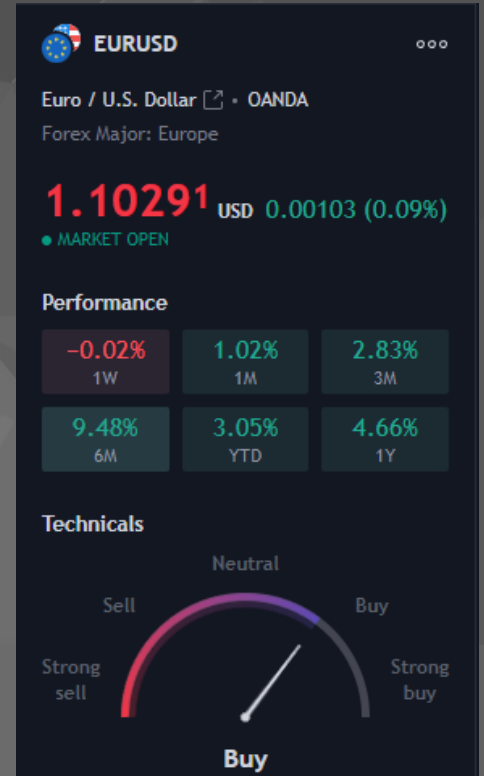 EURUSD
Euro / U.S. Dollar • OANDA
Forex Major: Europe
1.10291 USD 0.00103 (0.09%)
MARKET OPEN
Performance
−0.02% 1.02% 2.83%
1W 1M 3M
9.48% 3.05% 4.66%
6M YTD 1Y
Technicals
Neutral
Sell Buy
Strong sell Strong buy
Buy